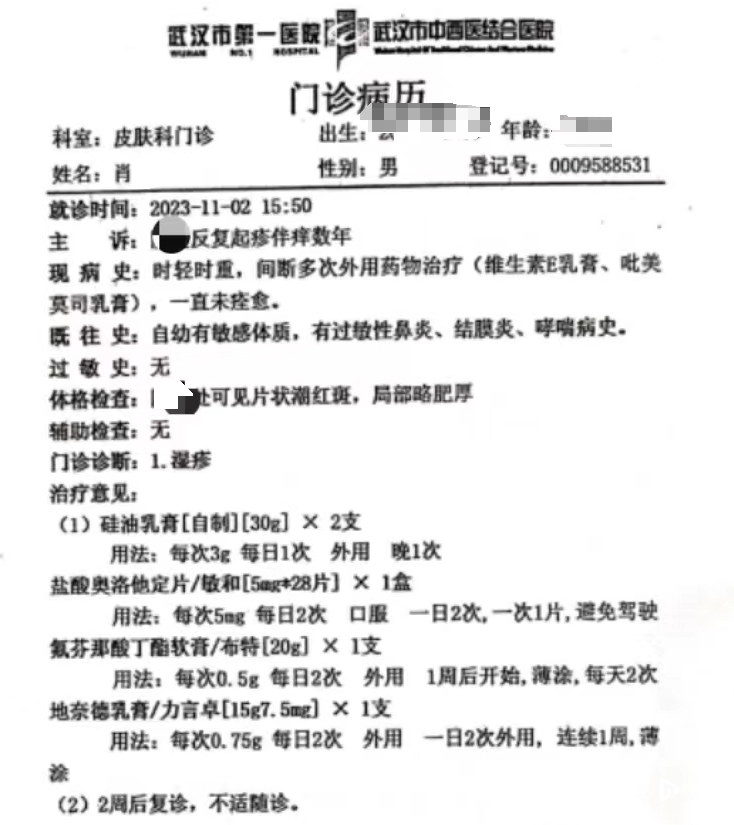 武汉市第一医院 武汉市中西医结合医院
WUHAN NO.1 HOSPITAL
门诊病历
科室：皮肤科门诊 出生： 年龄：
姓名：肖 性别：男 登记号：0009588531
就诊时间：2023-11-02 15:50
主 诉：反复起疹伴痒数年
现 病 史：时轻时重，间断多次外用药物治疗（维生素E乳膏、吡美
莫司乳膏），一直未痊愈。
既 往 史：自幼有敏感体质，有过敏性鼻炎、结膜炎、哮喘病史。
过 敏 史：无
体格检查：处可见片状潮红斑，局部略肥厚
辅助检查：无
门诊诊断：1.湿疹
治疗意见：
（1）硅油乳膏[自制][30g] × 2支
用法：每次3g 每日1次 外用 晚1次
盐酸奥洛他定片/敏和[5mg*28片] × 1盒
用法：每次5mg 每日2次 口服 一日2次,一次1片,避免驾驶
氟芬那酸丁酯软膏/布特[20g] × 1支
用法：每次0.5g 每日2次 外用 1周后开始,薄涂,每天2次
地奈德乳膏/力言卓[15g7.5mg] × 1支
用法：每次0.75g 每日2次 外用 一日2次外用, 连续1周,薄
涂
（2）2周后复诊，不适随诊。